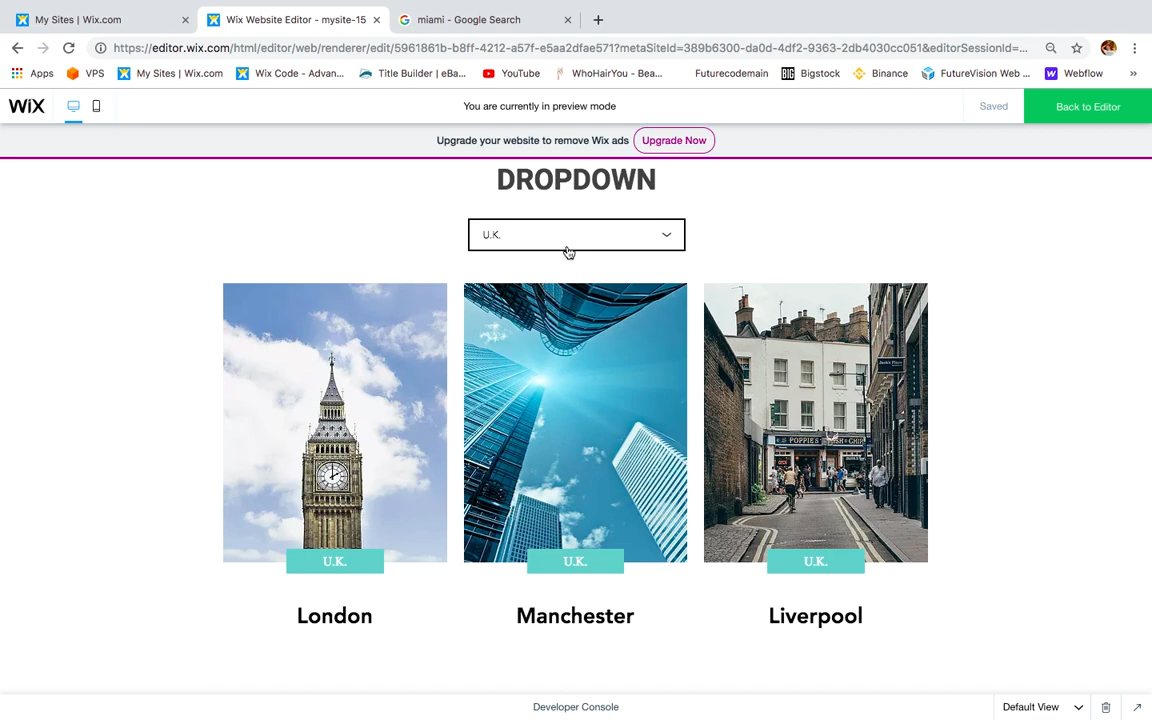 My Sites | Wix.com
Wix Website Editor - mysite-15
miami - Google Search
https://editor.wix.com/html/editor/web/renderer/edit/5961861b-b8ff-4212-a57f-e5aa2dfae571?metaSiteId=389b6300-da0d-4df2-9363-2db4030cc051&editorSessionId=...
Apps
VPS
My Sites | Wix.com
Wix Code - Advan...
Title Builder | eBa...
YouTube
WhoHairYou - Bea...
Futurecodemain
BIG
Bigstock
Binance
FutureVision Web ...
Webflow
WiX
You are currently in preview mode
Saved
Back to Editor
Upgrade your website to remove Wix ads
Upgrade Now
DROPDOWN
U.K.
POPPIES FISH & CHIP
U.K.
U.K.
U.K.
London
Manchester
Liverpool
Developer Console
Default View